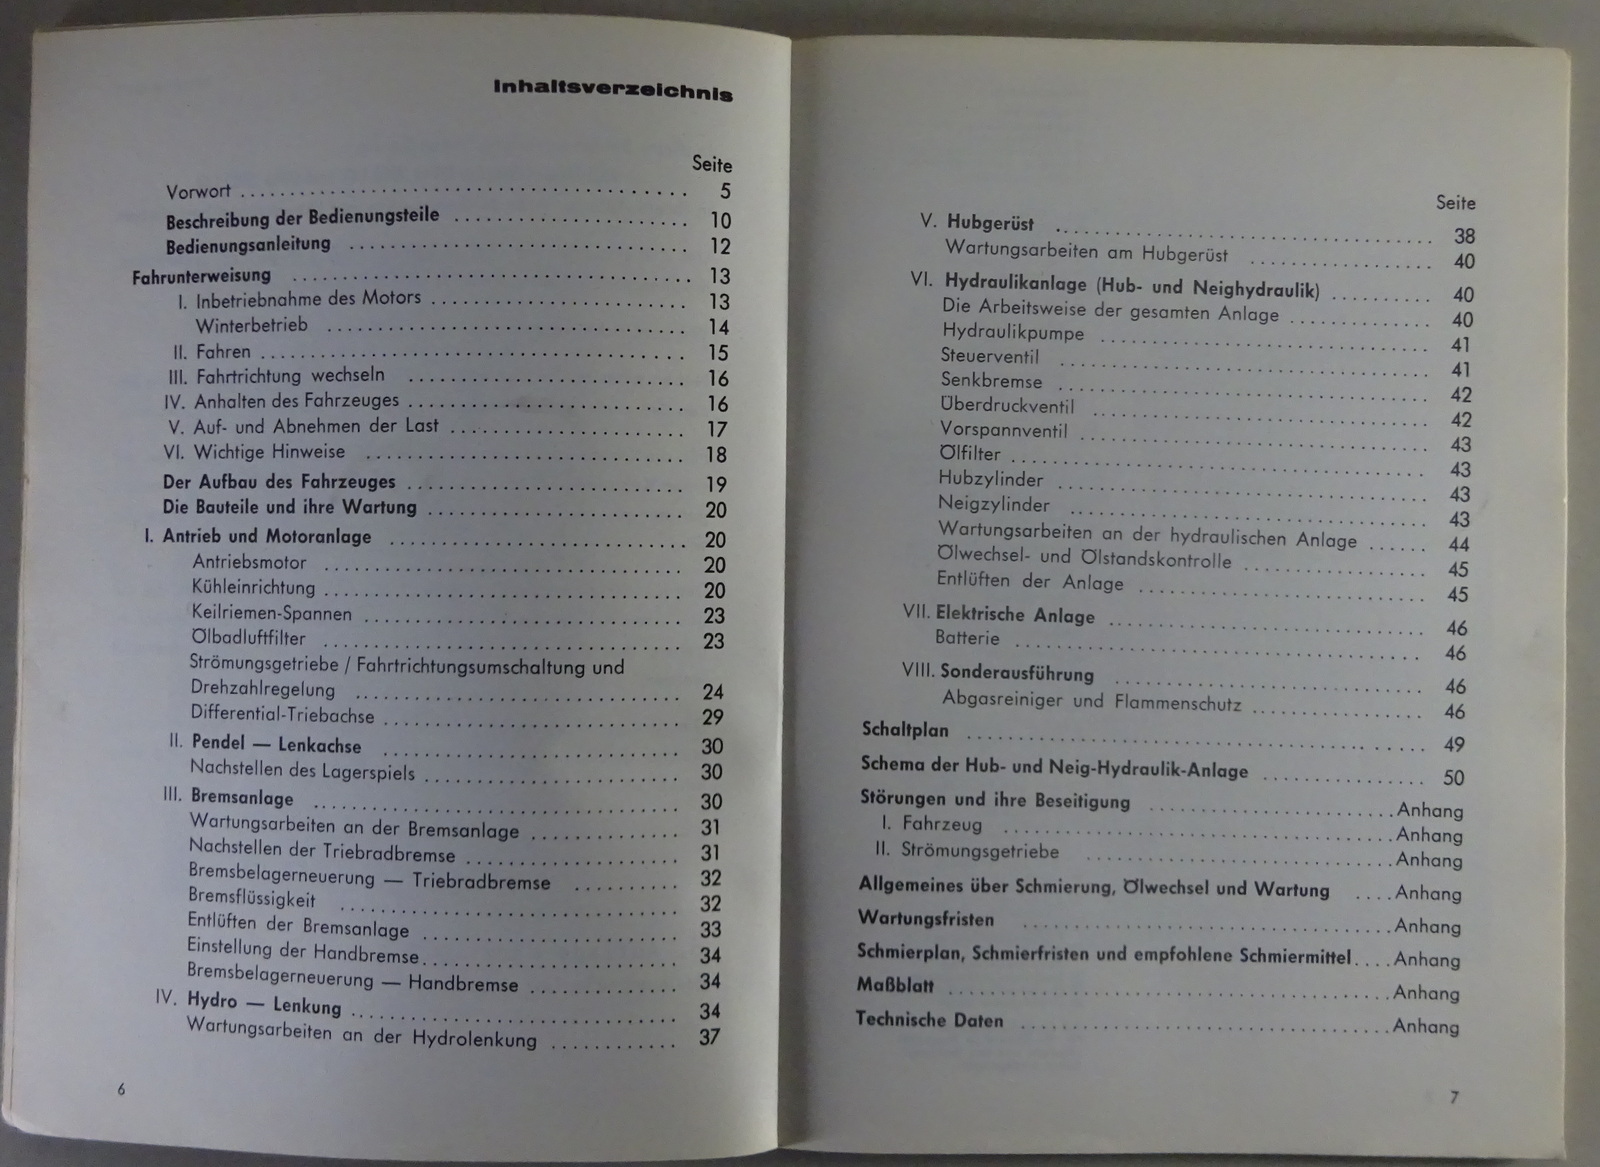 Inhaltsverzeichnis
Seite
Vorwort ........ 5
Beschreibung der Bedienungsteile ........ 10
Bedienungsanleitung ........ 12
Fahrunterweisung ........ 13
I. Inbetriebnahme des Motors ........ 13
Winterbetrieb ........ 14
II. Fahren ........ 15
III. Fahrtrichtung wechseln ........ 16
IV. Anhalten des Fahrzeuges ........ 16
V. Auf- und Abnehmen der Last ........ 17
VI. Wichtige Hinweise ........ 18
Der Aufbau des Fahrzeuges ........ 19
Die Bauteile und ihre Wartung ........ 20
I. Antrieb und Motoranlage ........ 20
Antriebsmotor ........ 20
Kühleinrichtung ........ 20
Keilriemen-Spannen ........ 23
Ölbadluftfilter ........ 23
Strömungsgetriebe / Fahrtrichtungsumschaltung und
Drehzahlregelung ........ 24
Differential-Triebachse ........ 29
II. Pendel — Lenkachse ........ 30
Nachstellen des Lagerspiels ........ 30
III. Bremsanlage ........ 30
Wartungsarbeiten an der Bremsanlage ........ 31
Nachstellen der Triebradbremse ........ 31
Bremsbelagerneuerung — Triebradbremse ........ 32
Bremsflüssigkeit ........ 32
Entlüften der Bremsanlage ........ 33
Einstellung der Handbremse ........ 34
Bremsbelagerneuerung — Handbremse ........ 34
IV. Hydro — Lenkung ........ 34
Wartungsarbeiten an der Hydrolenkung ........ 37
6
Seite
V. Hubgerüst ........ 38
Wartungsarbeiten am Hubgerüst ........ 40
VI. Hydraulikanlage (Hub- und Neighydraulik) ........ 40
Die Arbeitsweise der gesamten Anlage ........ 40
Hydraulikpumpe ........ 41
Steuerventil ........ 41
Senkbremse ........ 42
Überdruckventil ........ 42
Vorspannventil ........ 43
Ölfilter ........ 43
Hubzylinder ........ 43
Neigzylinder ........ 43
Wartungsarbeiten an der hydraulischen Anlage ........ 44
Ölwechsel- und Ölstandskontrolle ........ 45
Entlüften der Anlage ........ 45
VII. Elektrische Anlage ........ 46
Batterie ........ 46
VIII. Sonderausführung ........ 46
Abgasreiniger und Flammenschutz ........ 46
Schaltplan ........ 49
Schema der Hub- und Neig-Hydraulik-Anlage ........ 50
Störungen und ihre Beseitigung ........ Anhang
I. Fahrzeug ........ Anhang
II. Strömungsgetriebe ........ Anhang
Allgemeines über Schmierung, Ölwechsel und Wartung .... Anhang
Wartungsfristen ........ Anhang
Schmierplan, Schmierfristen und empfohlene Schmiermittel .... Anhang
Maßblatt ........ Anhang
Technische Daten ........ Anhang
7